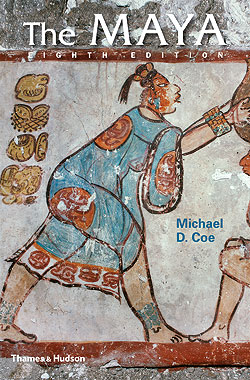 The MAYA
EIGHTH EDITION
Michael
D. Coe
Thames & Hudson